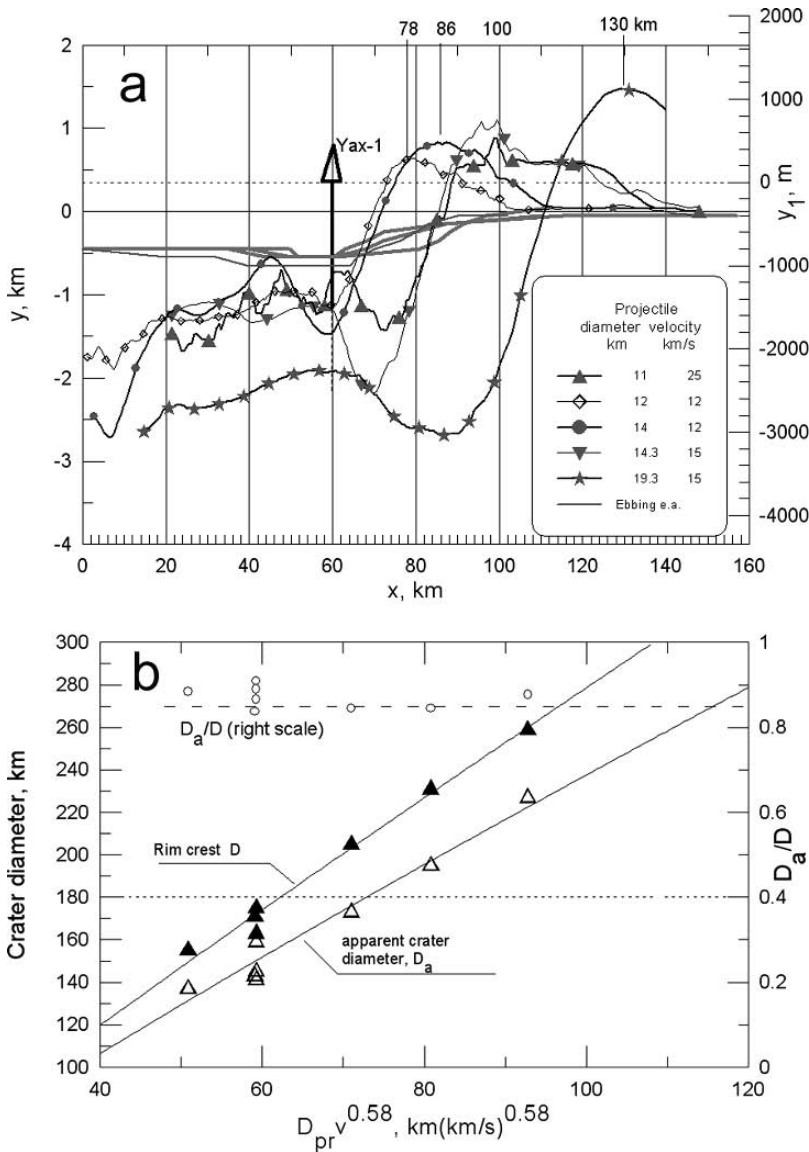 78 86 100 130 km
a
2
1
0
-1
-2
-3
-4
y, km
2000
1000
0
-1000
-2000
-3000
-4000
y1, m
Yax-1
Projectile
diameter velocity
km km/s
11 25
12 12
14 12
14.3 15
19.3 15
Ebbing e.a.
0 20 40 60 80 100 120 140 160
x, km
b
300
280
260
240
220
200
180
160
140
120
100
Crater diameter, km
1
0.8
0.6
0.4
0.2
0
Da/D
Da/D (right scale)
Rim crest D
apparent crater
diameter, Da
40 60 80 100 120
Dprv0.58, km(km/s)0.58